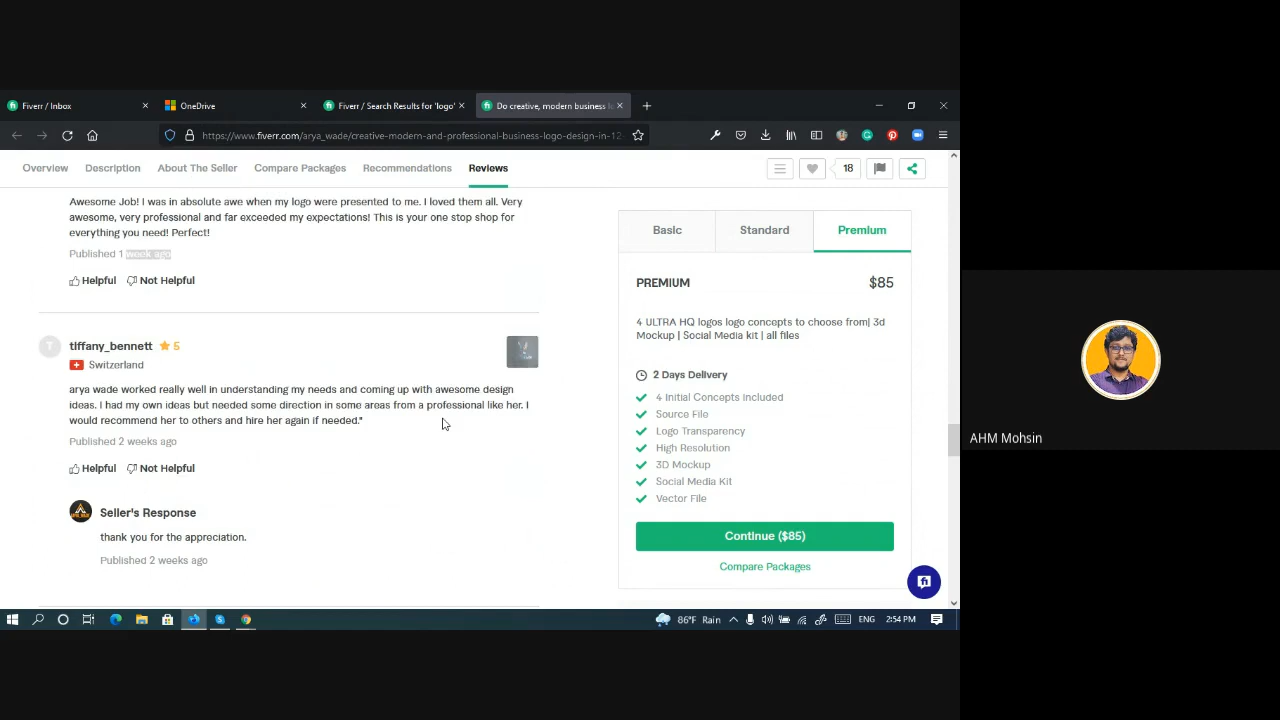 Fiverr / Inbox
OneDrive
Fiverr / Search Results for 'logo'
Do creative, modern business l
https://www.fiverr.com/arya_wade/creative-modern-and-professional-business-logo-design-in-12-
Overview
Description
About The Seller
Compare Packages
Recommendations
Reviews
18
Awesome Job! I was in absolute awe when my logo were presented to me. I loved them all. Very
awesome, very professional and far exceeded my expectations! This is your one stop shop for
everything you need! Perfect!
Published 1 week ago
Helpful
Not Helpful
T
tiffany_bennett
5
Switzerland
arya wade worked really well in understanding my needs and coming up with awesome design
ideas. I had my own ideas but needed some direction in some areas from a professional like her. I
would recommend her to others and hire her again if needed."
Published 2 weeks ago
Helpful
Not Helpful
Seller's Response
thank you for the appreciation.
Published 2 weeks ago
Basic
Standard
Premium
PREMIUM
$85
4 ULTRA HQ logos logo concepts to choose from| 3d
Mockup | Social Media kit | all files
2 Days Delivery
4 Initial Concepts Included
Source File
Logo Transparency
High Resolution
3D Mockup
Social Media Kit
Vector File
Continue ($85)
Compare Packages
86°F Rain
ENG
2:54 PM
AHM Mohsin